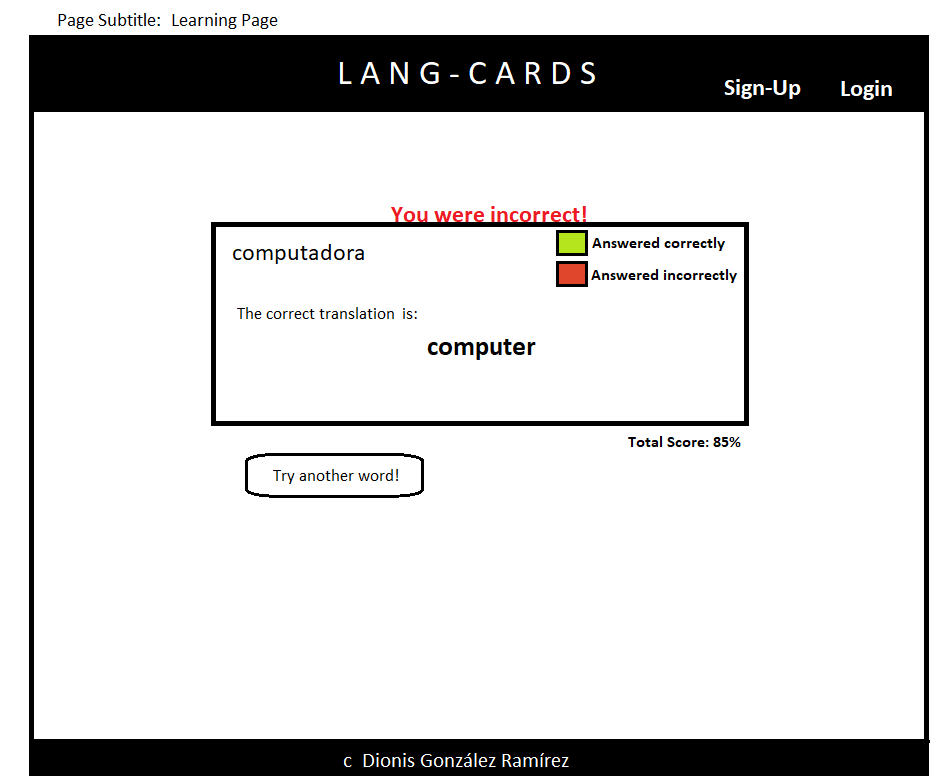 Page Subtitle: Learning Page
LANG-CARDS
Sign-Up Login
You were incorrect!
computadora
Answered correctly
Answered incorrectly
The correct translation is:
computer
Total Score: 85%
Try another word!
c Dionis González Ramírez